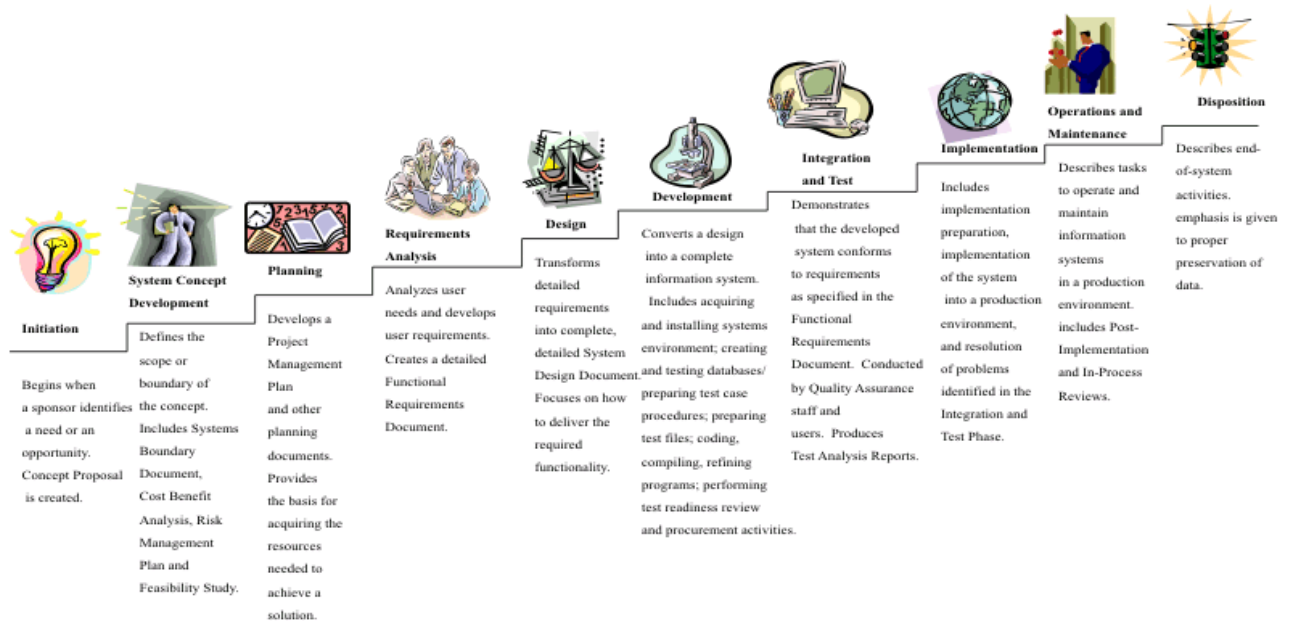 Initiation
Begins when
a sponsor identifies
a need or an
opportunity.
Concept Proposal
is created.
System Concept
Development
Defines the
scope or
boundary of
the concept.
Includes Systems
Boundary
Document,
Cost Benefit
Analysis, Risk
Management
Plan and
Feasibility Study.
Planning
Develops a
Project
Management
Plan
and other
planning
documents.
Provides
the basis for
acquiring the
resources
needed to
achieve a
solution.
Requirements
Analysis
Analyzes user
needs and develops
user requirements.
Creates a detailed
Functional
Requirements
Document.
Design
Transforms
detailed
requirements
into complete,
detailed System
Design Document.
Focuses on how
to deliver the
required
functionality.
Development
Converts a design
into a complete
information system.
Includes acquiring
and installing systems
environment; creating
and testing databases/
preparing test case
procedures; preparing
test files; coding,
compiling, refining
programs; performing
test readiness review
and procurement activities.
Integration
and Test
Demonstrates
that the developed
system conforms
to requirements
as specified in the
Functional
Requirements
Document. Conducted
by Quality Assurance
staff and
users. Produces
Test Analysis Reports.
Implementation
Includes
implementation
preparation,
implementation
of the system
into a production
environment,
and resolution
of problems
identified in the
Integration and
Test Phase.
Operations and
Maintenance
Describes tasks
to operate and
maintain
information
systems
in a production
environment.
includes Post-
Implementation
and In-Process
Reviews.
Disposition
Describes end-
of-system
activities.
emphasis is given
to proper
preservation of
data.